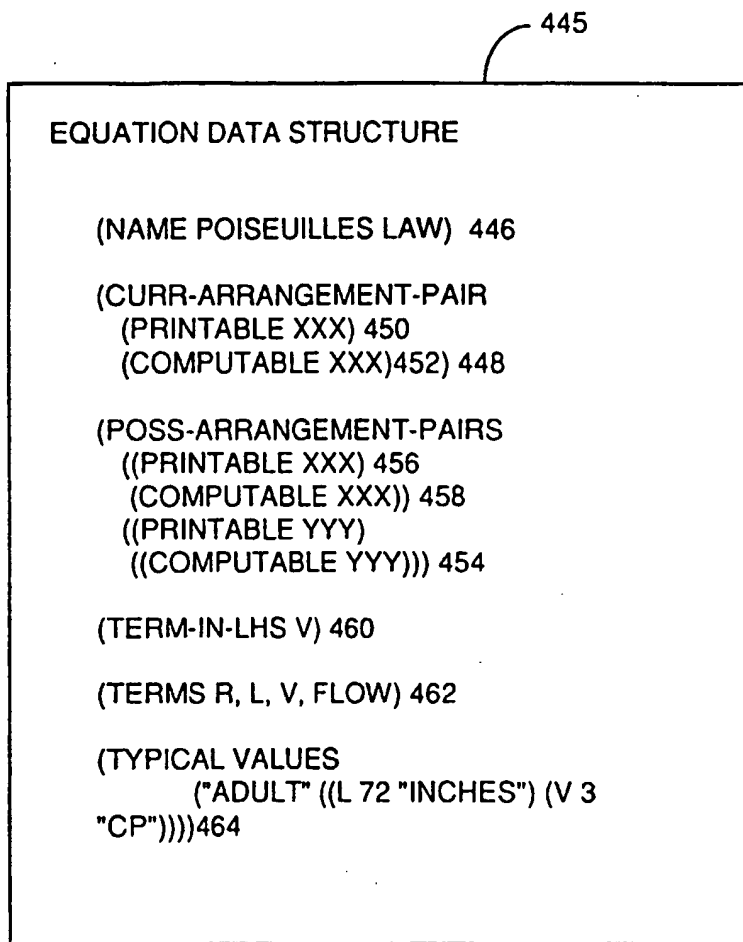 445
EQUATION DATA STRUCTURE
(NAME POISEUILLES LAW) 446
(CURR-ARRANGEMENT-PAIR
(PRINTABLE XXX) 450
(COMPUTABLE XXX)452) 448
(POSS-ARRANGEMENT-PAIRS
((PRINTABLE XXX) 456
(COMPUTABLE XXX)) 458
((PRINTABLE YYY)
((COMPUTABLE YYY))) 454
(TERM-IN-LHS V) 460
(TERMS R, L, V, FLOW) 462
(TYPICAL VALUES
("ADULT" ((L 72 "INCHES") (V 3
"CP"))))464